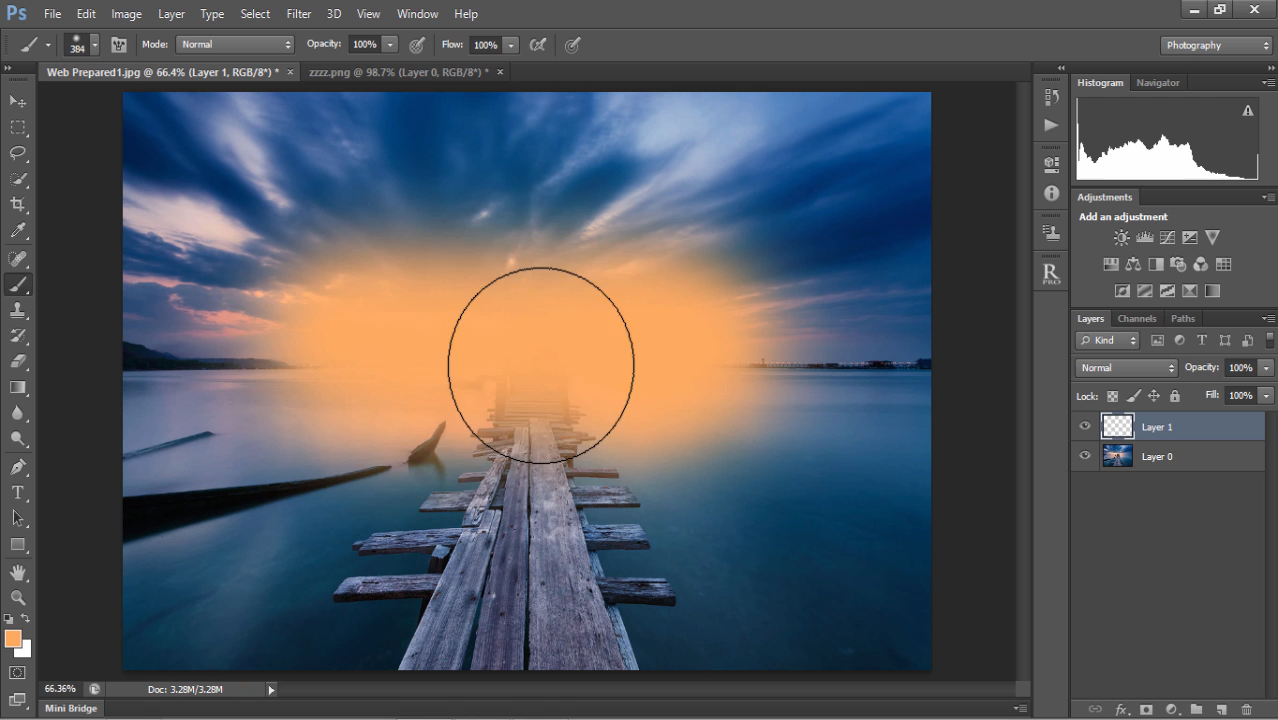 Ps File Edit Image Layer Type Select Filter 3D View Window Help
384 Mode: Normal Opacity: 100% Flow: 100% Photography
Web Prepared1.jpg @ 66.4% (Layer 1, RGB/8*) * × zzzz.png @ 98.7% (Layer 0, RGB/8*) * ×
Histogram Navigator
Adjustments
Add an adjustment
R PRO
Layers Channels Paths
Kind
Normal Opacity: 100%
Lock: Fill: 100%
Layer 1
Layer 0
T
66.36% Doc: 3.28M/3.28M
Mini Bridge
fx